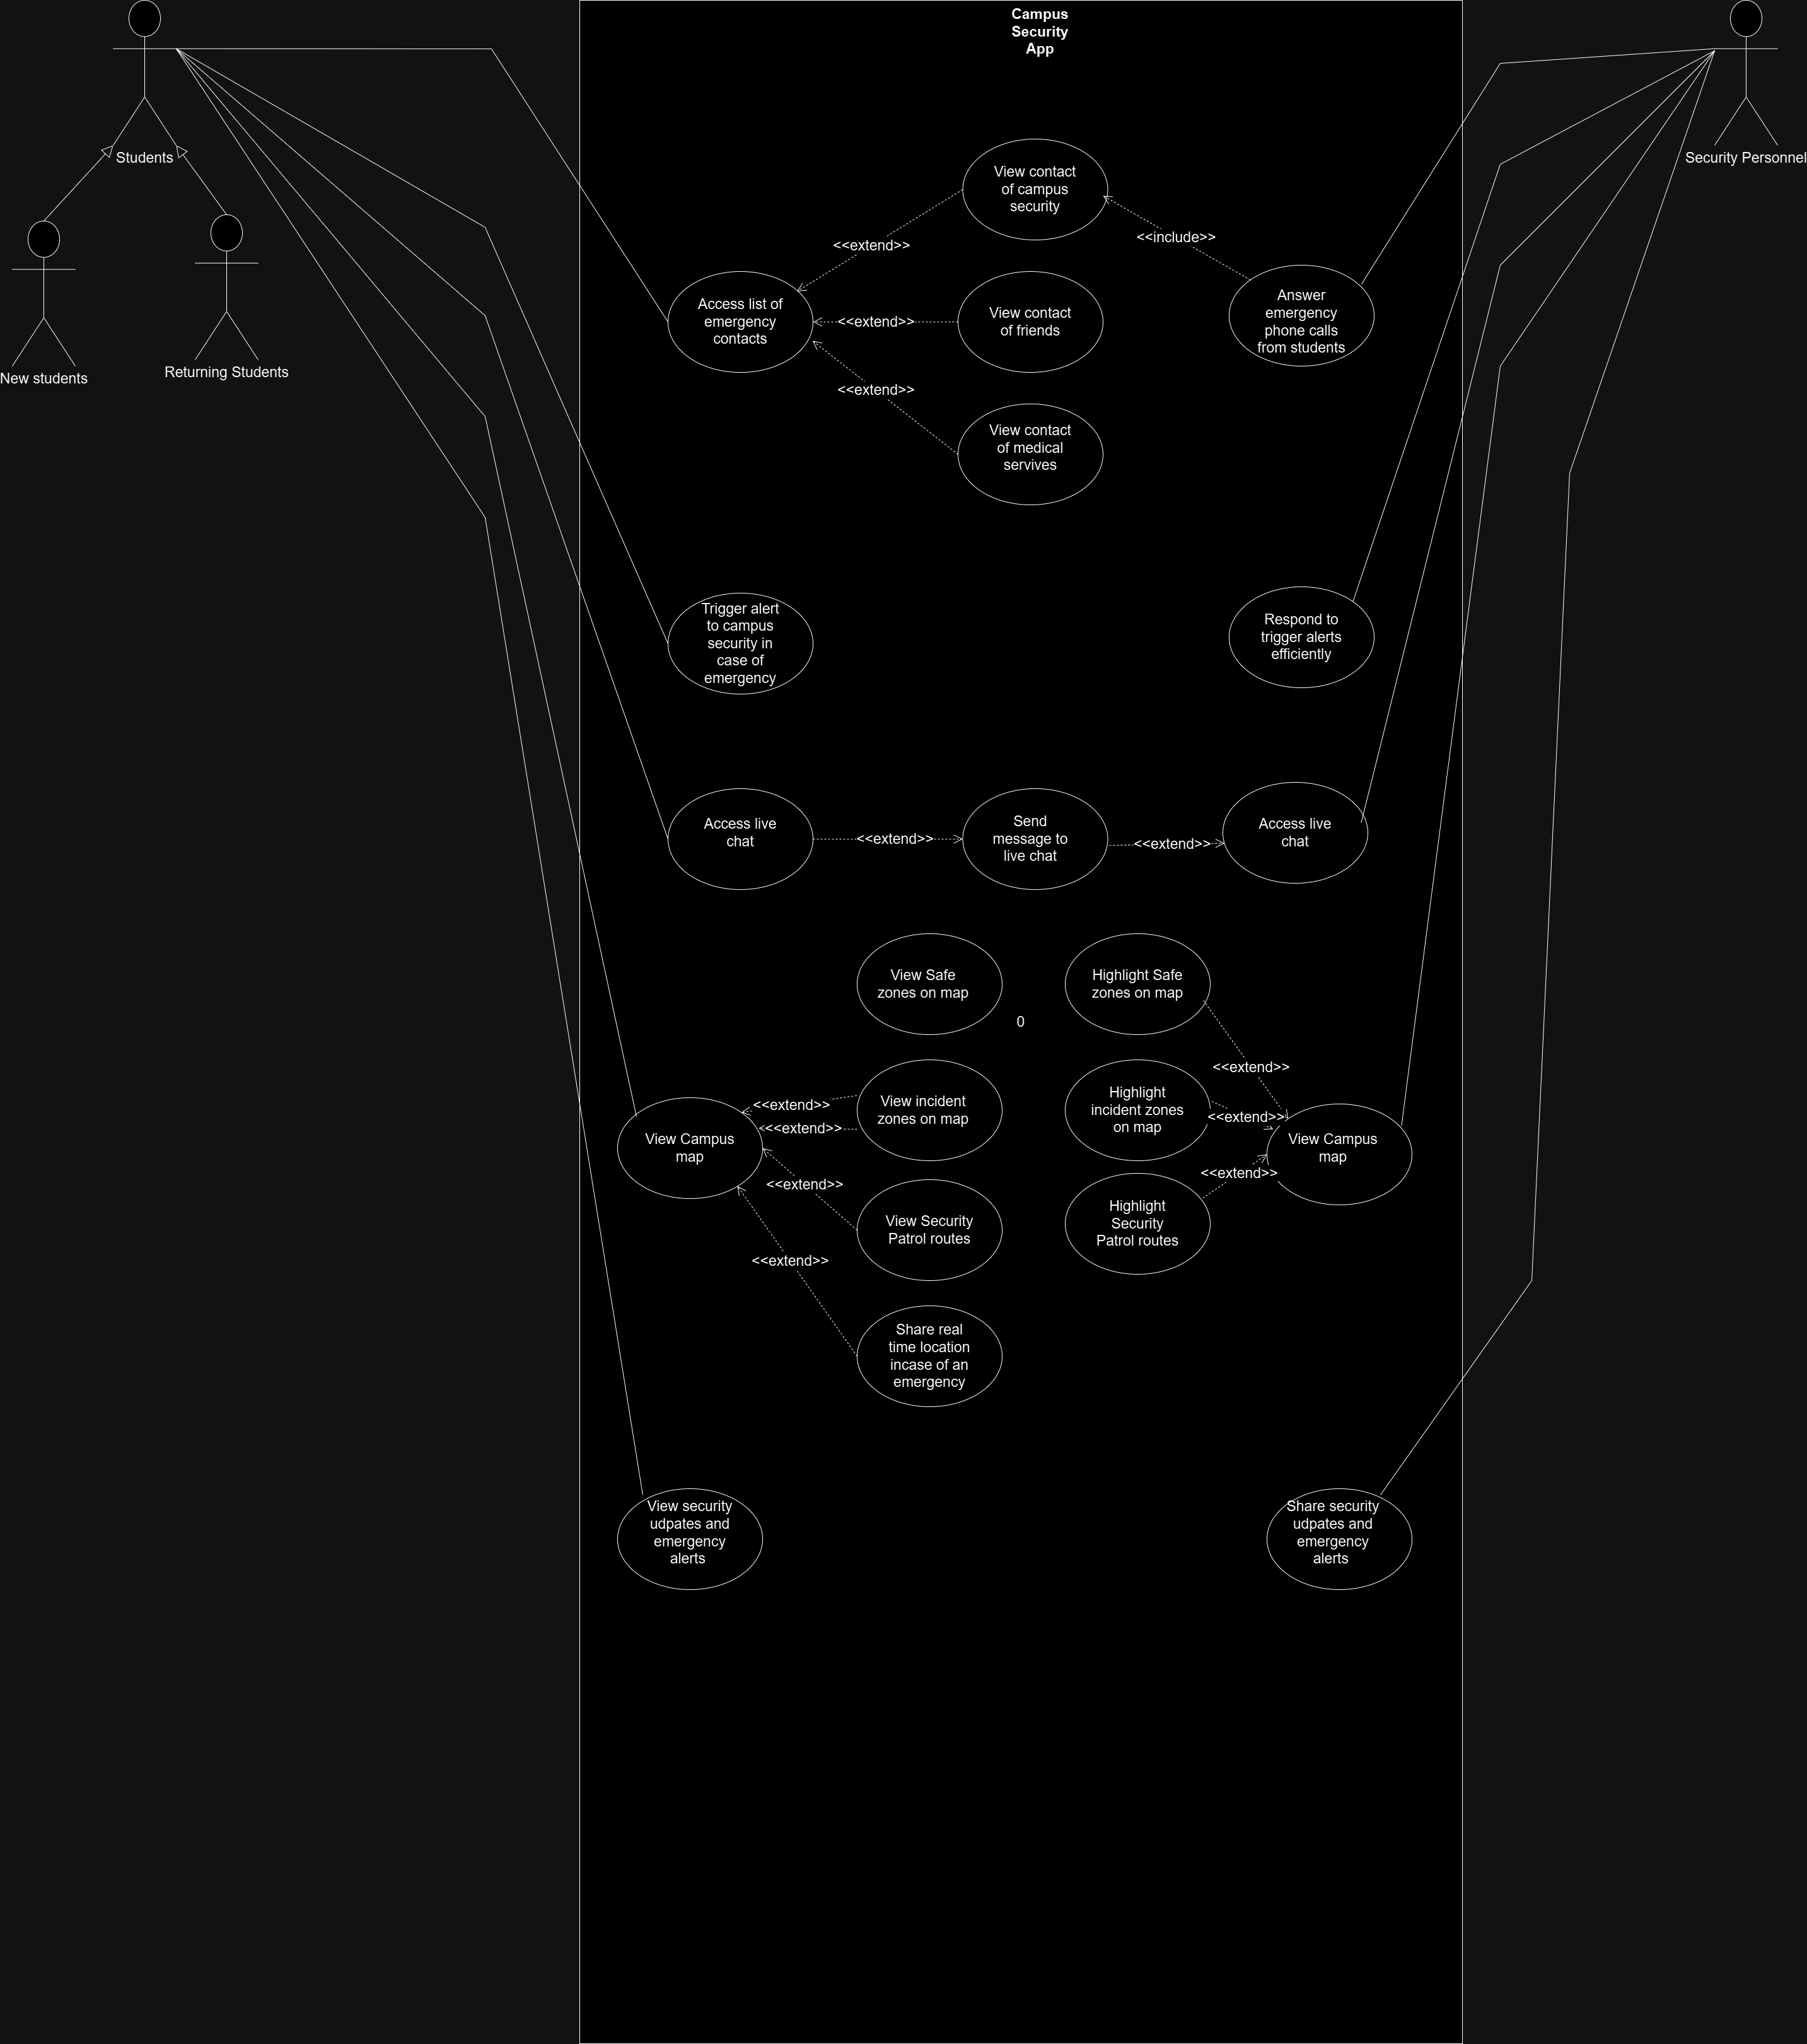 Campus
Security
App
Students
Security Personnel
New students
Returning Students
View contact
of campus
security
<<extend>>
<<include>>
Access list of
emergency
contacts
<<extend>>
View contact
of friends
Answer
emergency
phone calls
from students
<<extend>>
View contact
of medical
servives
Trigger alert
to campus
security in
case of
emergency
Respond to
trigger alerts
efficiently
Access live
chat
<<extend>>
Send
message to
live chat
<<extend>>
Access live
chat
View Safe
zones on map
Highlight Safe
zones on map
0
<<extend>>
<<extend>>
<<extend>>
View incident
zones on map
Highlight
incident zones
on map
<<extend>>
View Campus
map
View Campus
map
<<extend>>
<<extend>>
View Security
Patrol routes
Highlight
Security
Patrol routes
<<extend>>
Share real
time location
incase of an
emergency
View security
udpates and
emergency
alerts
Share security
udpates and
emergency
alerts